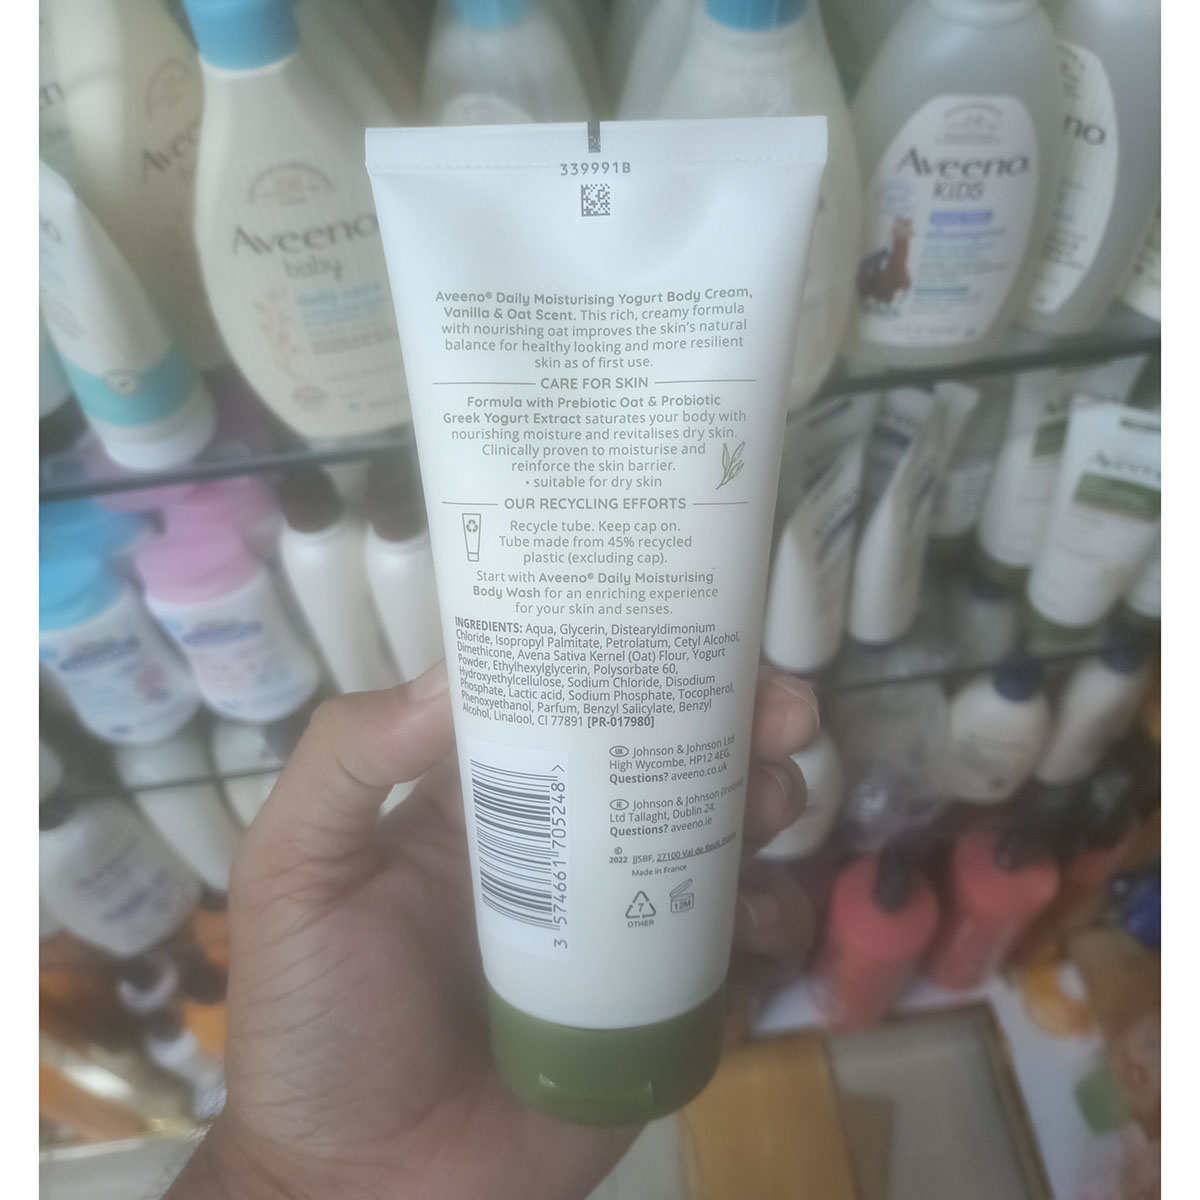 339991B
Aveeno® Daily Moisturising Yogurt Body Cream,
Vanilla & Oat Scent. This rich, creamy formula
with nourishing oat improves the skin's natural
balance for healthy looking and more resilient
skin as of first use.
CARE FOR SKIN
Formula with Prebiotic Oat & Probiotic
Greek Yogurt Extract saturates your body with
nourishing moisture and revitalises dry skin.
Clinically proven to moisturise and
reinforce the skin barrier.
• suitable for dry skin
OUR RECYCLING EFFORTS
Recycle tube. Keep cap on.
Tube made from 45% recycled
plastic (excluding cap).
Start with Aveeno® Daily Moisturising
Body Wash for an enriching experience
for your skin and senses.
INGREDIENTS: Aqua, Glycerin, Distearyldimonium
Chloride, Isopropyl Palmitate, Petrolatum, Cetyl Alcohol,
Dimethicone, Avena Sativa Kernel (Oat) Flour, Yogurt
Powder, Ethylhexylglycerin, Polysorbate 60,
Hydroxyethylcellulose, Sodium Chloride, Disodium
Phosphate, Lactic acid, Sodium Phosphate, Tocopherol,
Phenoxyethanol, Parfum, Benzyl Salicylate, Benzyl
Alcohol, Linalool, CI 77891 [PR-017980]
UK Johnson & Johnson Ltd
High Wycombe, HP12 4EG.
Questions? aveeno.co.uk
IE Johnson & Johnson (Ireland)
Ltd Tallaght, Dublin 24.
Questions? aveeno.ie
© 2022 JJSBF, 27100 Val de Reuil, France
Made in France
7
OTHER
12M
3 574661 705248 >
Aveeno
baby
Aveeno
KIDS
Aveeno